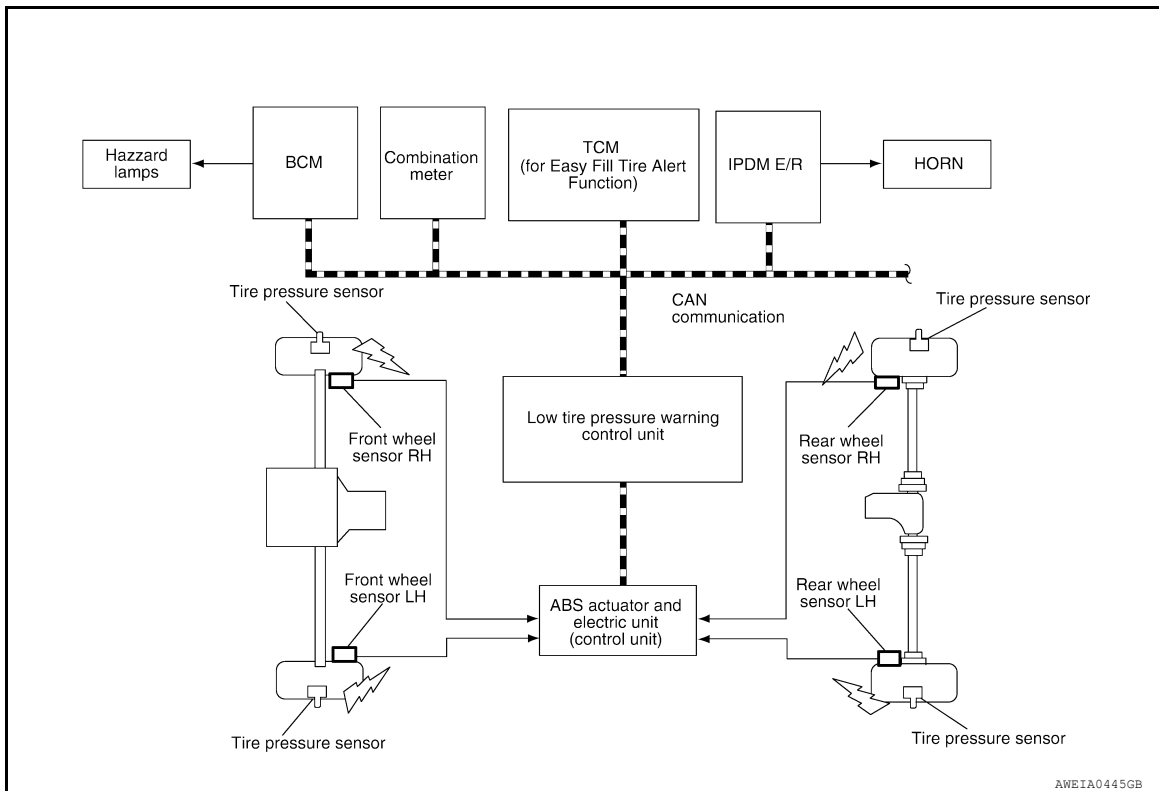 Hazzard
lamps
BCM
Combination
meter
TCM
(for Easy Fill Tire Alert
Function)
IPDM E/R
HORN
CAN
communication
Tire pressure sensor
Tire pressure sensor
Front wheel
sensor RH
Low tire pressure warning
control unit
Rear wheel
sensor RH
Front wheel
sensor LH
ABS actuator and
electric unit
(control unit)
Rear wheel
sensor LH
Tire pressure sensor
Tire pressure sensor
AWEIA0445GB